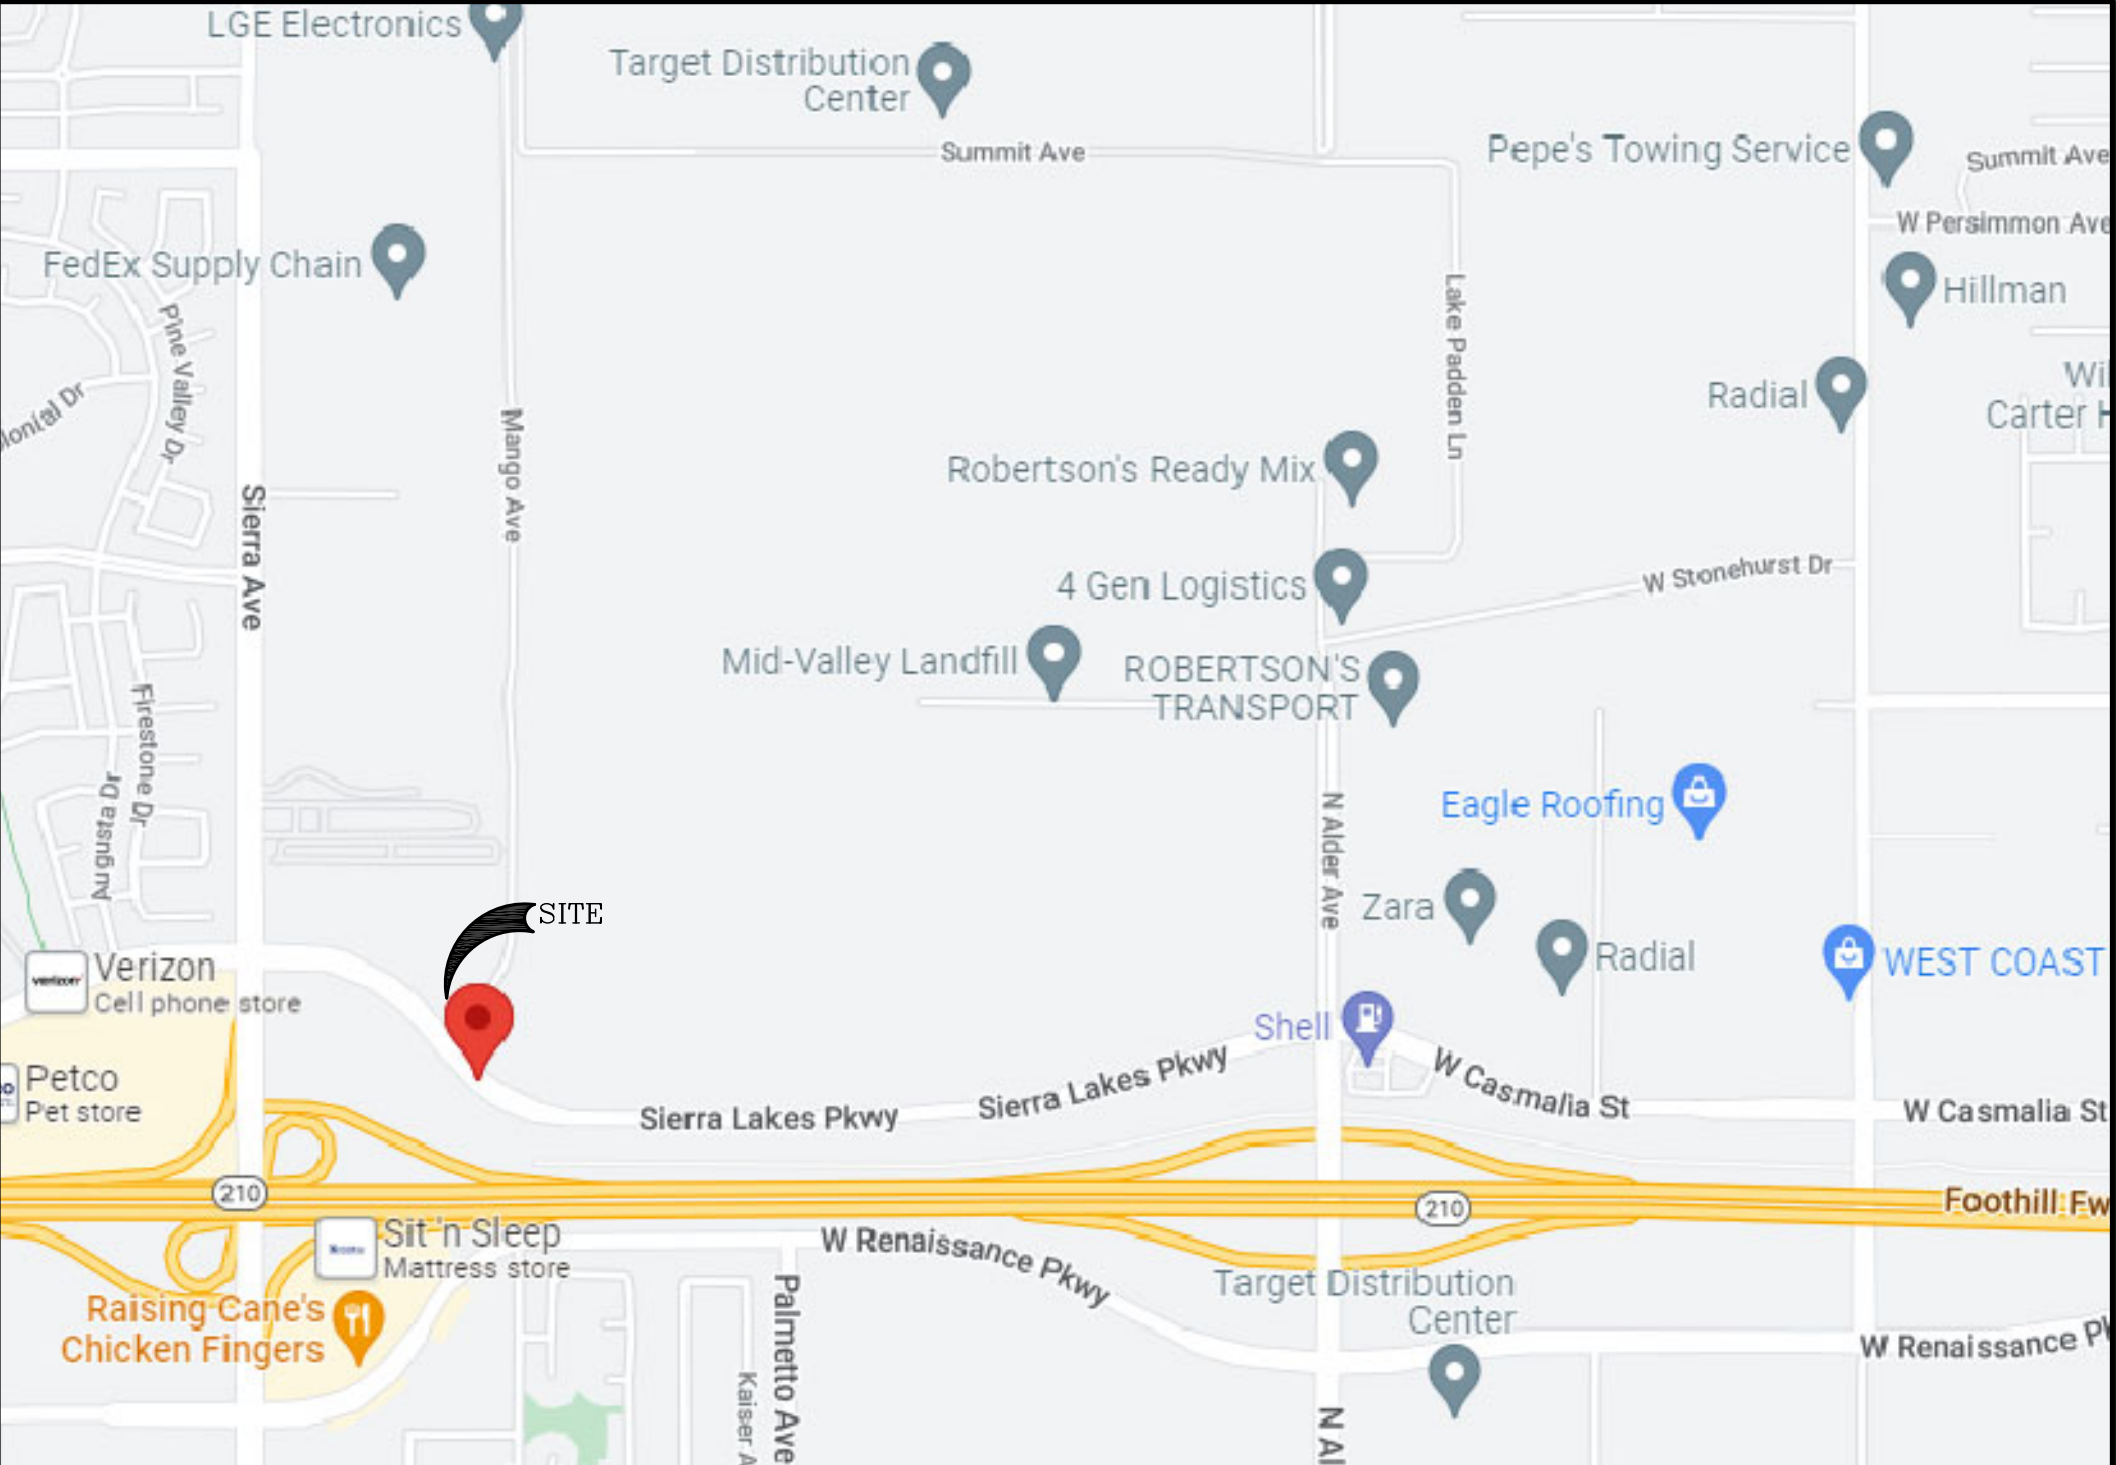 LGE Electronics
Target Distribution
Center
Summit Ave
Pepe's Towing Service
Summit Ave
W Persimmon Ave
FedEx Supply Chain
Hillman
Pine Valley Dr
Lake Padden Ln
Radial
Carter
Mango Ave
Robertson's Ready Mix
Sierra Ave
4 Gen Logistics
W Stonehurst Dr
Mid-Valley Landfill
ROBERTSON'S
TRANSPORT
Firestone Dr
Augusta Dr
Eagle Roofing
N Alder Ave
Zara
SITE
Radial
WEST COAST
Verizon
Cell phone store
verizon
Shell
Petco
Pet store
Sierra Lakes Pkwy
Sierra Lakes Pkwy
W Casmalia St
W Casmalia St
210
210
Foothill Fw
Sit 'n Sleep
Mattress store
W Renaissance Pkwy
Target Distribution
Center
Raising Cane's
Chicken Fingers
Palmetto Ave
Kaiser A
W Renaissance
N Al